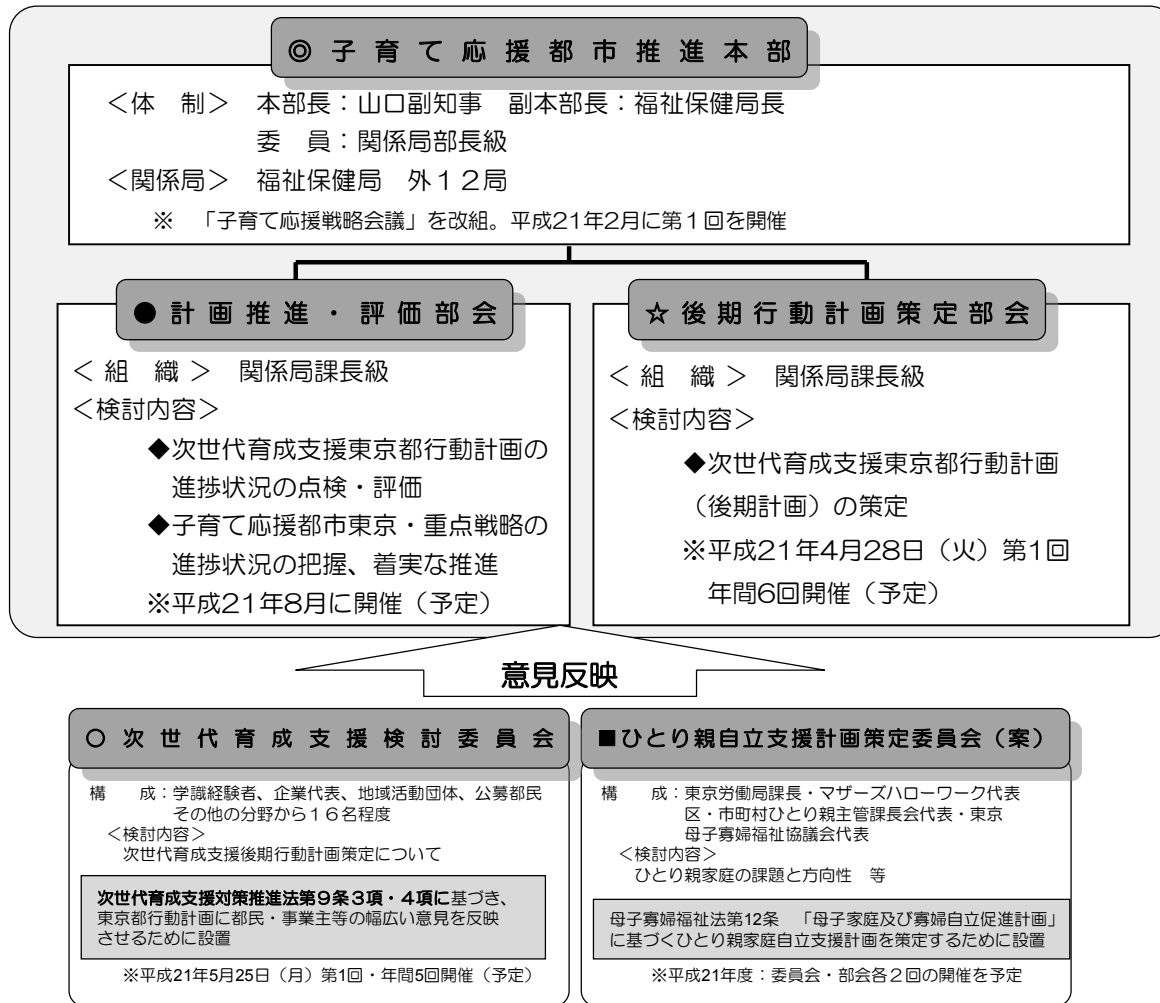 ◎子育て応援都市推進本部
＜体　制＞　本部長：山口副知事　副本部長：福祉保健局長
委　員：関係局部長級
＜関係局＞　福祉保健局　外１２局
※　「子育て応援戦略会議」を改組。平成21年2月に第１回を開催
●計画推進・評価部会
＜組　織＞　関係局課長級
＜検討内容＞
◆次世代育成支援東京都行動計画の
進捗状況の点検・評価
◆子育て応援都市東京・重点戦略の
進捗状況の把握、着実な推進
※平成21年8月に開催（予定）
☆後期行動計画策定部会
＜組　織＞　関係局課長級
＜検討内容＞
◆次世代育成支援東京都行動計画
（後期計画）の策定
※平成21年4月28日（火）第1回
年間6回開催（予定）
意見反映
〇次世代育成支援検討委員会
構　　成：学識経験者、企業代表、地域活動団体、公募都民
その他の分野から１６名程度
＜検討内容＞
次世代育成支援後期行動計画策定について
次世代育成支援対策推進法第９条３項・４項に基づき、
東京都行動計画に都民・事業主等の幅広い意見を反映
させるために設置
※平成21年5月25日（月）第1回・年間5回開催（予定）
■ひとり親自立支援計画策定委員会（案）
構　　成：東京労働局課長・マザーズハローワーク代表
区・市町村ひとり親主管課長会代表・東京
母子寡婦福祉協議会代表
＜検討内容＞
ひとり親家庭の課題と方向性　等
母子寡婦福祉法第12条　「母子家庭及び寡婦自立促進計画」
に基づくひとり親家庭自立支援計画を策定するために設置
※平成21年度：委員会・部会各２回の開催を予定